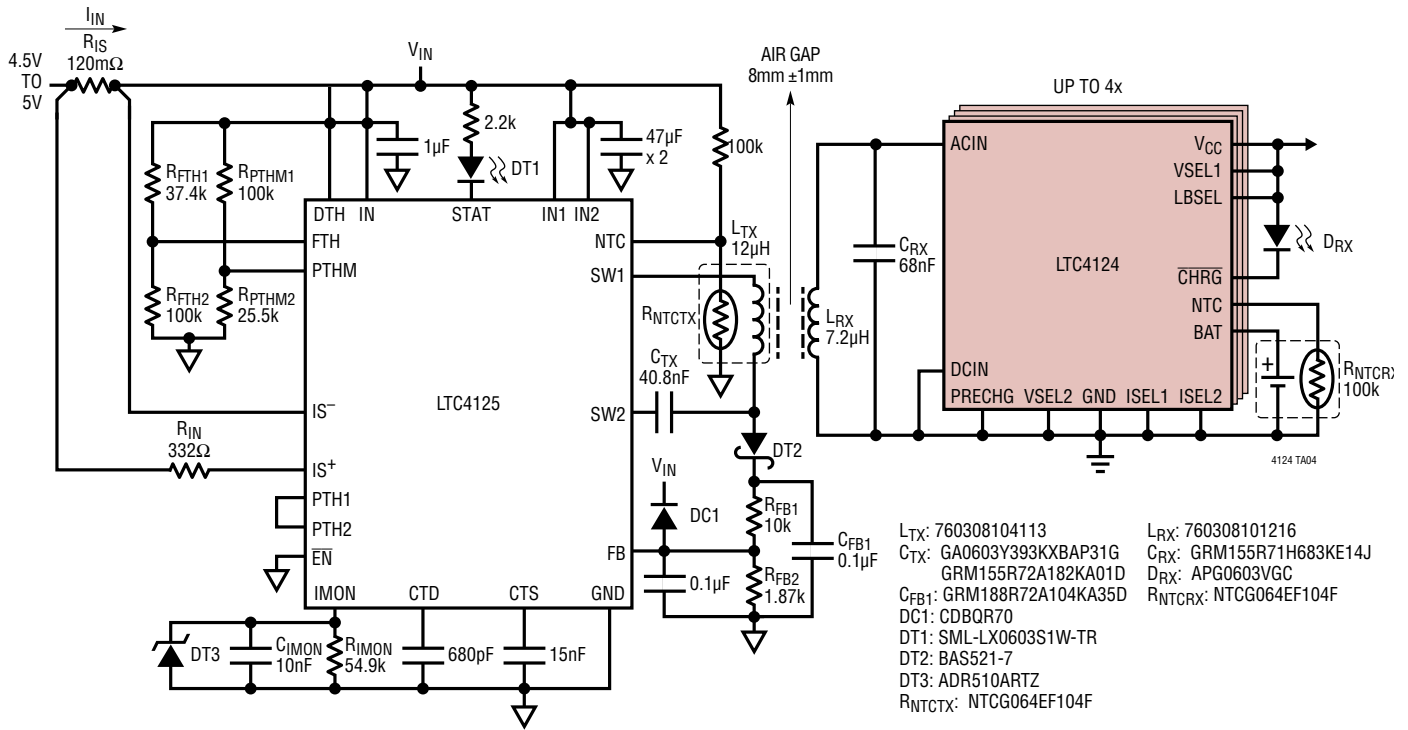 I_IN
R_IS
120mΩ
4.5V
TO
5V
V_IN
1µF
2.2k
DT1
47µF
x 2
100k
R_FTH1
37.4k
R_PTHM1
100k
R_FTH2
100k
R_PTHM2
25.5k
DTH
IN
STAT
IN1
IN2
FTH
PTHM
NTC
SW1
SW2
LTC4125
IS–
R_IN
332Ω
IS+
PTH1
PTH2
EN
FB
IMON
CTD
CTS
GND
DT3
C_IMON
10nF
R_IMON
54.9k
680pF
15nF
L_TX
12µH
R_NTCTX
C_TX
40.8nF
DT2
V_IN
DC1
0.1µF
R_FB1
10k
R_FB2
1.87k
C_FB1
0.1µF
AIR GAP
8mm ±1mm
L_RX
7.2µH
C_RX
68nF
UP TO 4x
ACIN
V_CC
VSEL1
LBSEL
LTC4124
CHRG
NTC
BAT
DCIN
PRECHG
VSEL2
GND
ISEL1
ISEL2
D_RX
+
R_NTCRX
100k
4124 TA04
L_TX: 760308104113
C_TX: GA0603Y393KXBAP31G
GRM155R72A182KA01D
C_FB1: GRM188R72A104KA35D
DC1: CDBQR70
DT1: SML-LX0603S1W-TR
DT2: BAS521-7
DT3: ADR510ARTZ
R_NTCTX: NTCG064EF104F
L_RX: 760308101216
C_RX: GRM155R71H683KE14J
D_RX: APG0603VGC
R_NTCRX: NTCG064EF104F